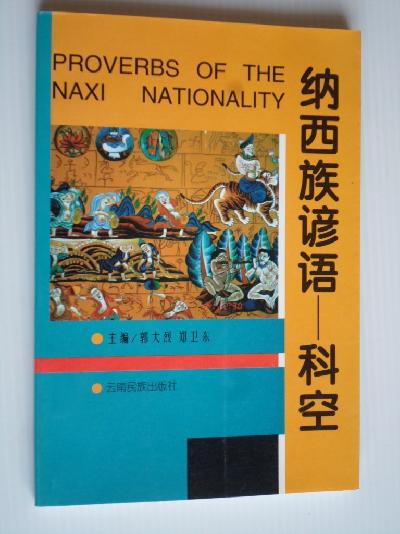 PROVERBS OF THE
NAXI NATIONALITY
纳西族谚语——科空
主编/郭大烈 郑卫东
云南民族出版社